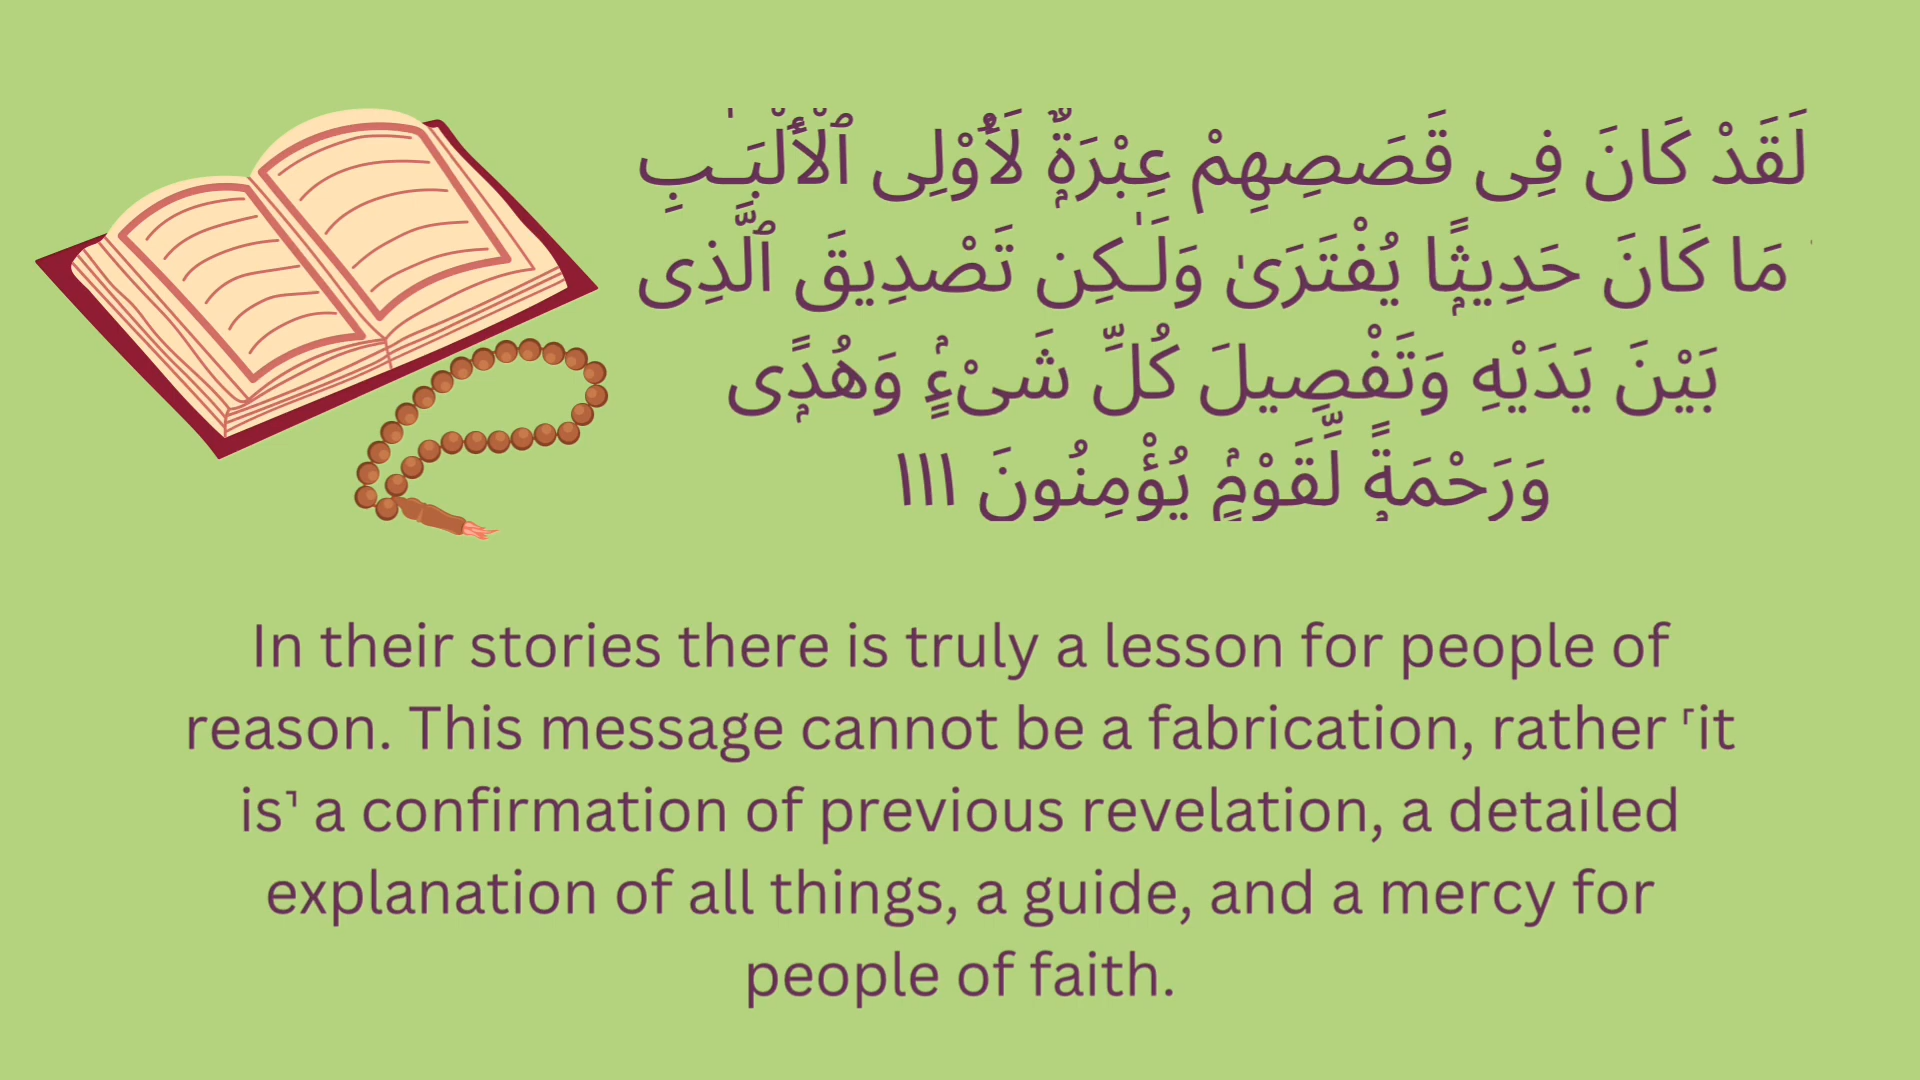 لَقَدْ كَانَ فِى قَصَصِهِمْ عِبْرَةٌۭ لِّأُو۟لِى ٱلْأَلْبَـٰبِ
مَا كَانَ حَدِيثًۭا يُفْتَرَىٰ وَلَـٰكِن تَصْدِيقَ ٱلَّذِى
بَيْنَ يَدَيْهِ وَتَفْصِيلَ كُلِّ شَىْءٍۢ وَهُدًۭى
وَرَحْمَةًۭ لِّقَوْمٍۢ يُؤْمِنُونَ ١١١
In their stories there is truly a lesson for people of
reason. This message cannot be a fabrication, rather ˹it
is˺ a confirmation of previous revelation, a detailed
explanation of all things, a guide, and a mercy for
people of faith.